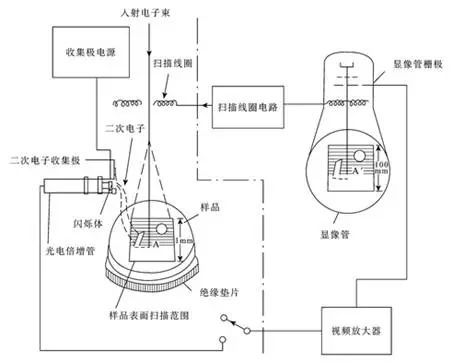 入射电子束
收集极电源
扫描线圈
扫描线圈电路
显像管栅极
二次电子
二次电子收集极
闪烁体
光电倍增管
样品
A
1mm
A'
100
mm
显像管
绝缘垫片
样品表面扫描范围
视频放大器